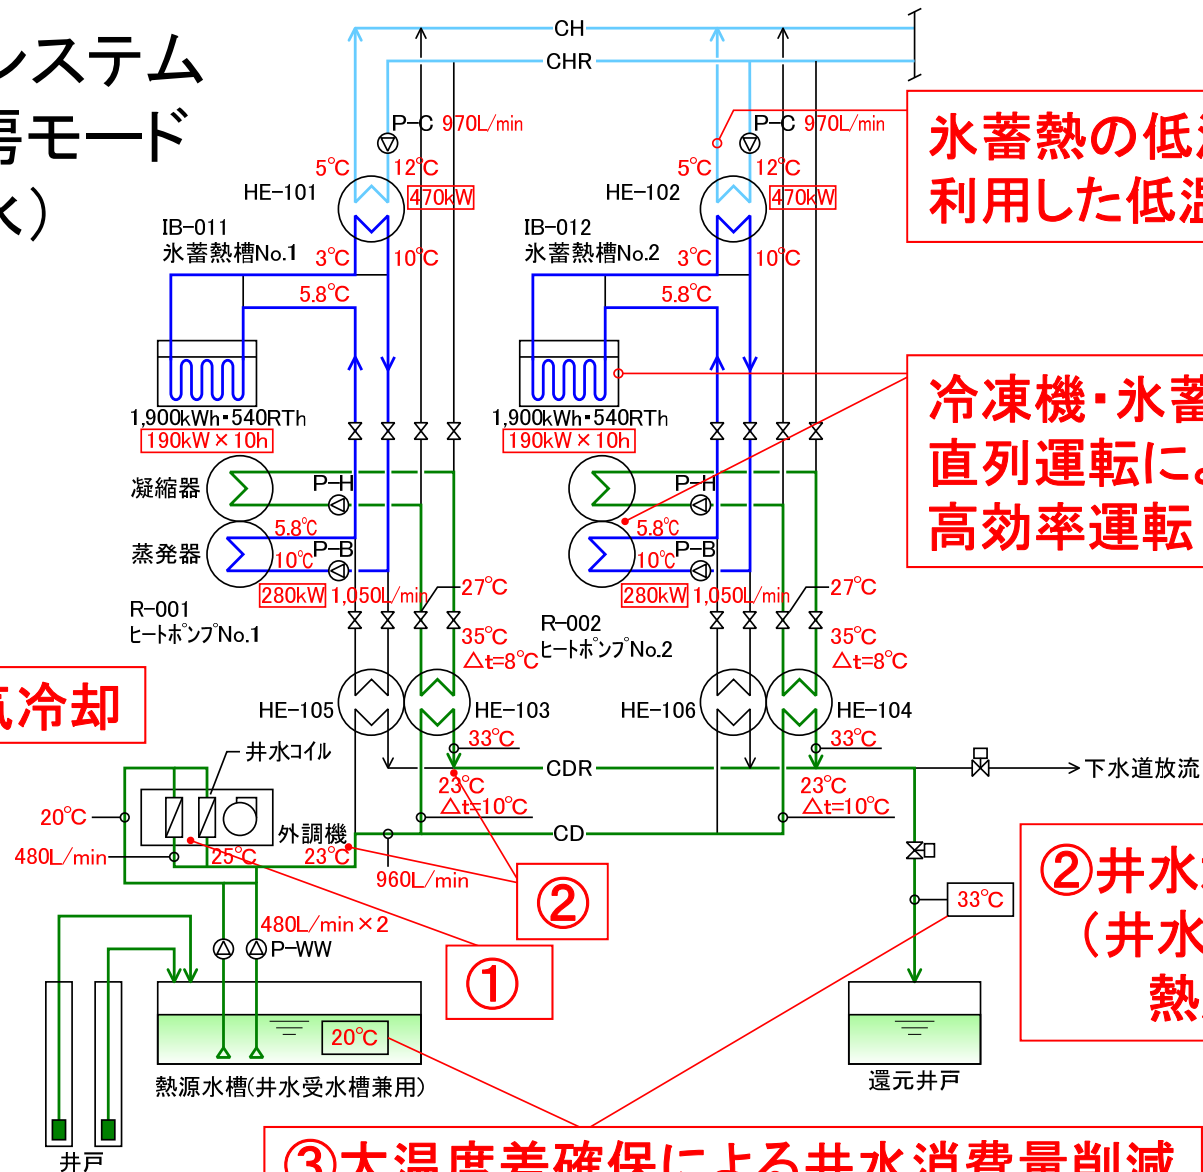 システム
房モード
水)
CH
CHR
P-C 970L/min
P-C 970L/min
5℃
12℃
5℃
12℃
HE-101
470kW
HE-102
470kW
氷蓄熱の低温
利用した低温
IB-011
氷蓄熱槽No.1
IB-012
氷蓄熱槽No.2
3℃
10℃
3℃
10℃
5.8℃
5.8℃
1,900kWh・540RTh
190kW×10h
1,900kWh・540RTh
190kW×10h
冷凍機・氷蓄
直列運転によ
高効率運転
凝縮器
P-H
P-H
蒸発器
5.8℃
10℃
P-B
5.8℃
10℃
P-B
280kW 1,050L/min
280kW 1,050L/min
27℃
27℃
R-001
ヒートポンプNo.1
R-002
ヒートポンプNo.2
35℃
△t=8℃
35℃
△t=8℃
気冷却
HE-105
HE-103
HE-106
HE-104
33℃
33℃
井水コイル
CDR
下水道放流
23℃
△t=10℃
23℃
△t=10℃
20℃
外調機
CD
480L/min
25℃
23℃
960L/min
②
①
②井水
(井水
熱
33℃
480L/min×2
P-WW
20℃
熱源水槽(井水受水槽兼用)
還元井戸
井戸
③大温度差確保による井水消費量削減